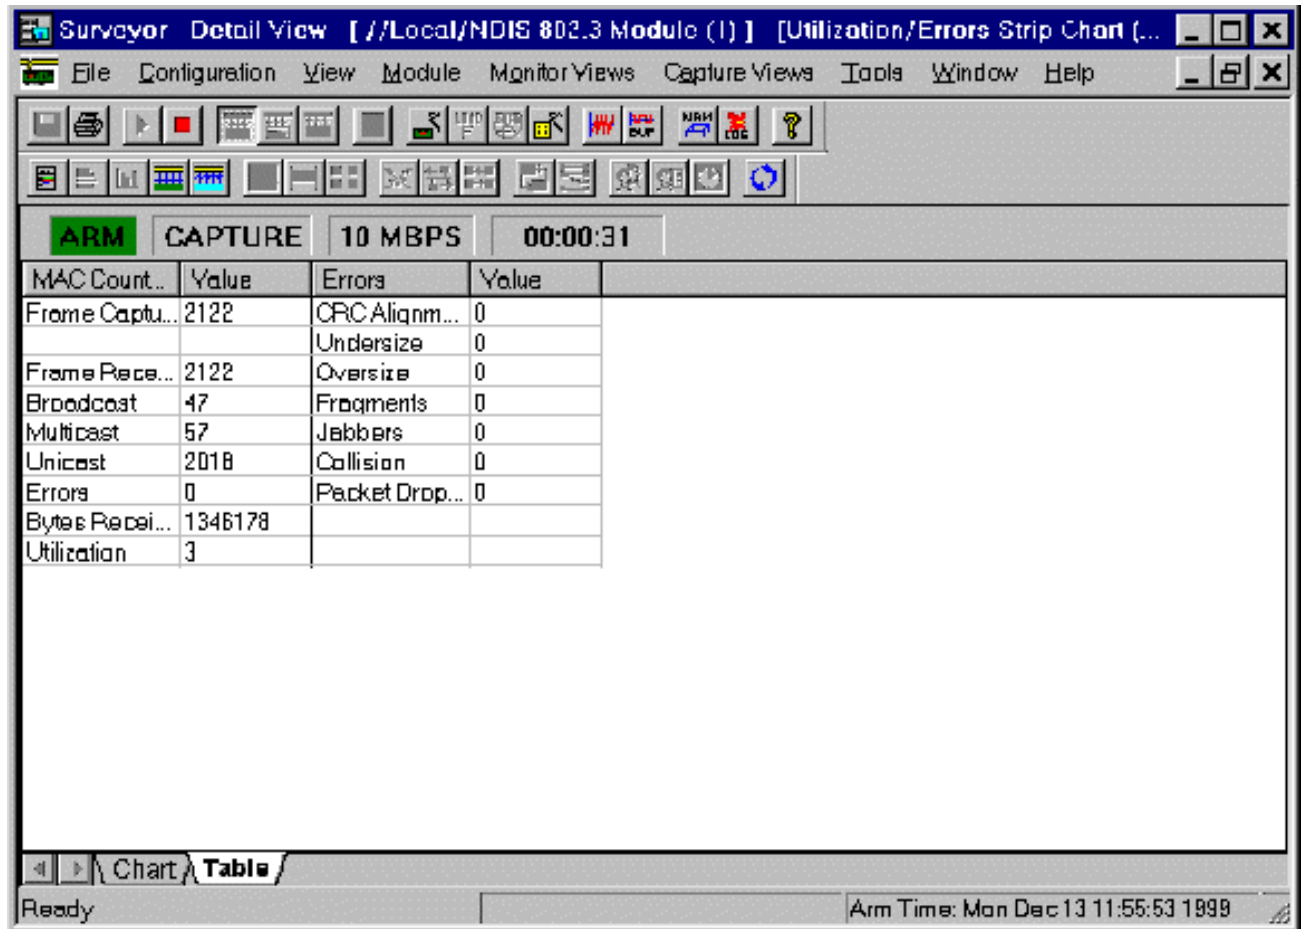 Surveyor Detail View [ //Local/NDIS 802.3 Module (1) ] [Utilization/Errors Strip Chart (...
File Configuration View Module Monitor Views Capture Views Tools Window Help
ARM CAPTURE 10 MBPS 00:00:31
MAC Count... Value Errors Value
Frame Captu... 2122 CRC Alignm... 0
Undersize 0
Frame Rece... 2122 Oversize 0
Broadcast 47 Fragments 0
Multicast 57 Jabbers 0
Unicast 2018 Collision 0
Errors 0 Packet Drop... 0
Bytes Recei... 1346178
Utilization 3
Chart Table
Ready Arm Time: Mon Dec 13 11:55:53 1999